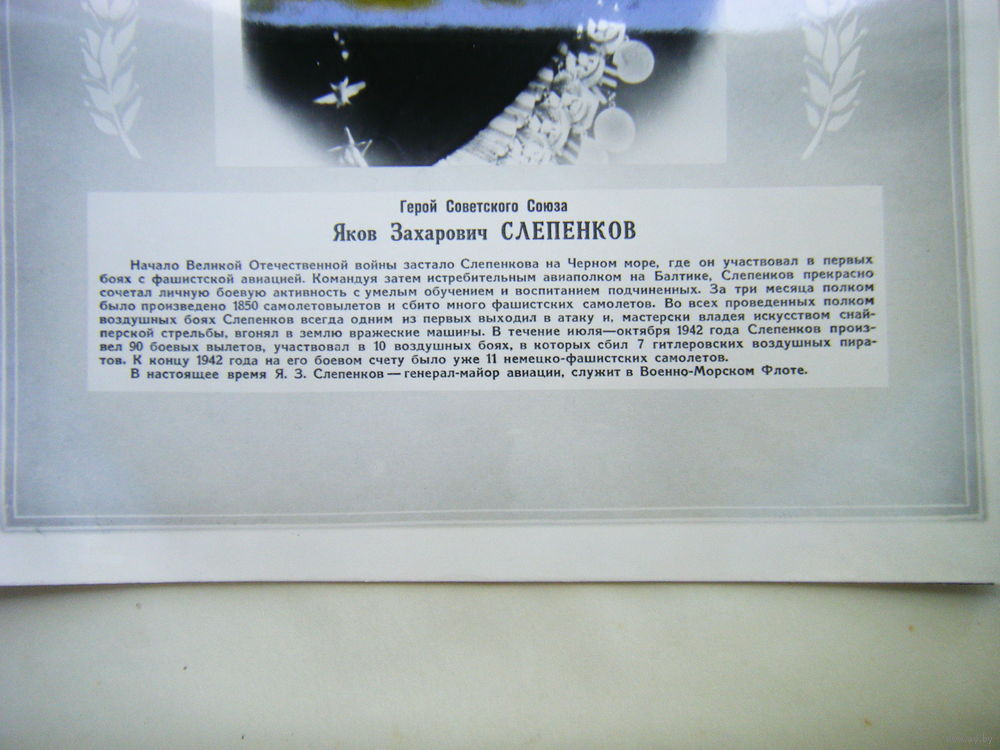 Герой Советского Союза
Яков Захарович СЛЕПЕНКОВ
Начало Великой Отечественной войны застало Слепенкова на Черном море, где он участвовал в первых
боях с фашистской авиацией. Командуя затем истребительным авиаполком на Балтике, Слепенков прекрасно
сочетал личную боевую активность с умелым обучением и воспитанием подчиненных. За три месяца полком
было произведено 1850 самолетовылетов и сбито много фашистских самолетов. Во всех проведенных полком
воздушных боях Слепенков всегда одним из первых выходил в атаку и, мастерски владея искусством снай-
перской стрельбы, вгонял в землю вражеские машины. В течение июля—октября 1942 года Слепенков произ-
вел 90 боевых вылетов, участвовал в 10 воздушных боях, в которых сбил 7 гитлеровских воздушных пира-
тов. К концу 1942 года на его боевом счету было уже 11 немецко-фашистских самолетов.
В настоящее время Я. З. Слепенков — генерал-майор авиации, служит в Военно-Морском Флоте.